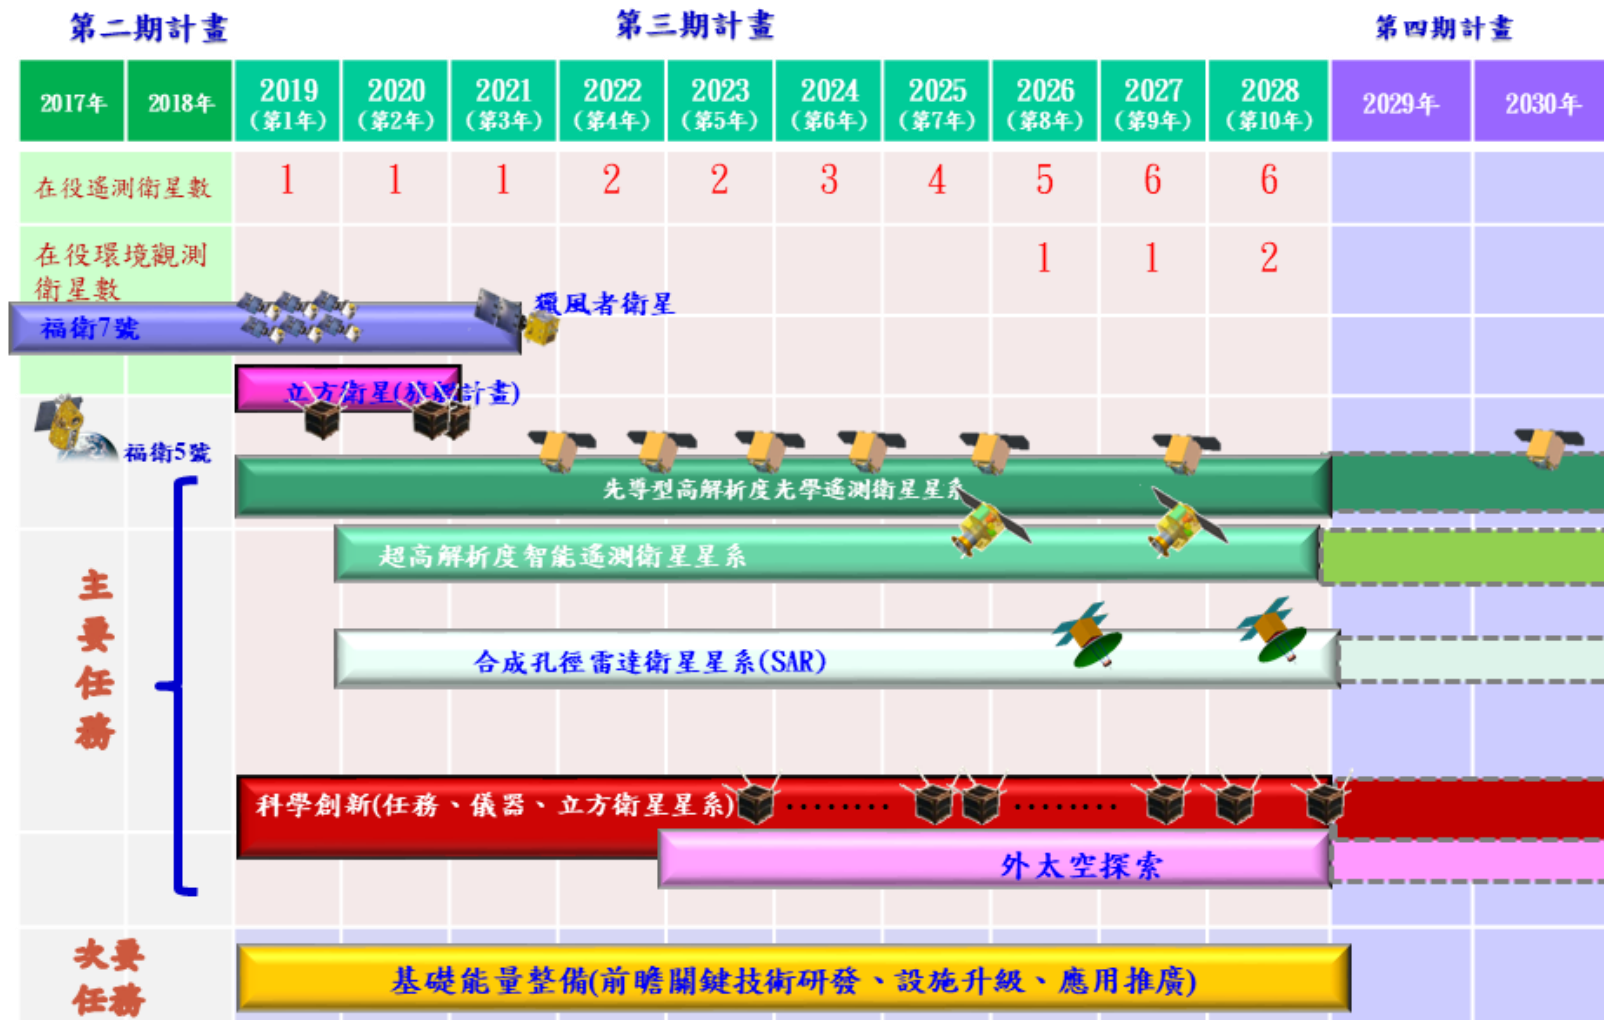 第二期計畫
第三期計畫
第四期計畫
2017年
2018年
2019
(第1年)
2020
(第2年)
2021
(第3年)
2022
(第4年)
2023
(第5年)
2024
(第6年)
2025
(第7年)
2026
(第8年)
2027
(第9年)
2028
(第10年)
2029年
2030年
在役遙測衛星數
1
1
1
2
2
3
4
5
6
6
在役環境觀測
衛星數
1
1
2
福衛7號
獵風者衛星
立方衛星(旅 計畫)
福衛5號
先導型高解析度光學遙測衛星星系
超高解析度智能遙測衛星星系
合成孔徑雷達衛星星系(SAR)
主
要
任
務
科學創新(任務、儀器、立方衛星星系)
外太空探索
次要
任務
基礎能量整備(前瞻關鍵技術研發、設施升級、應用推廣)